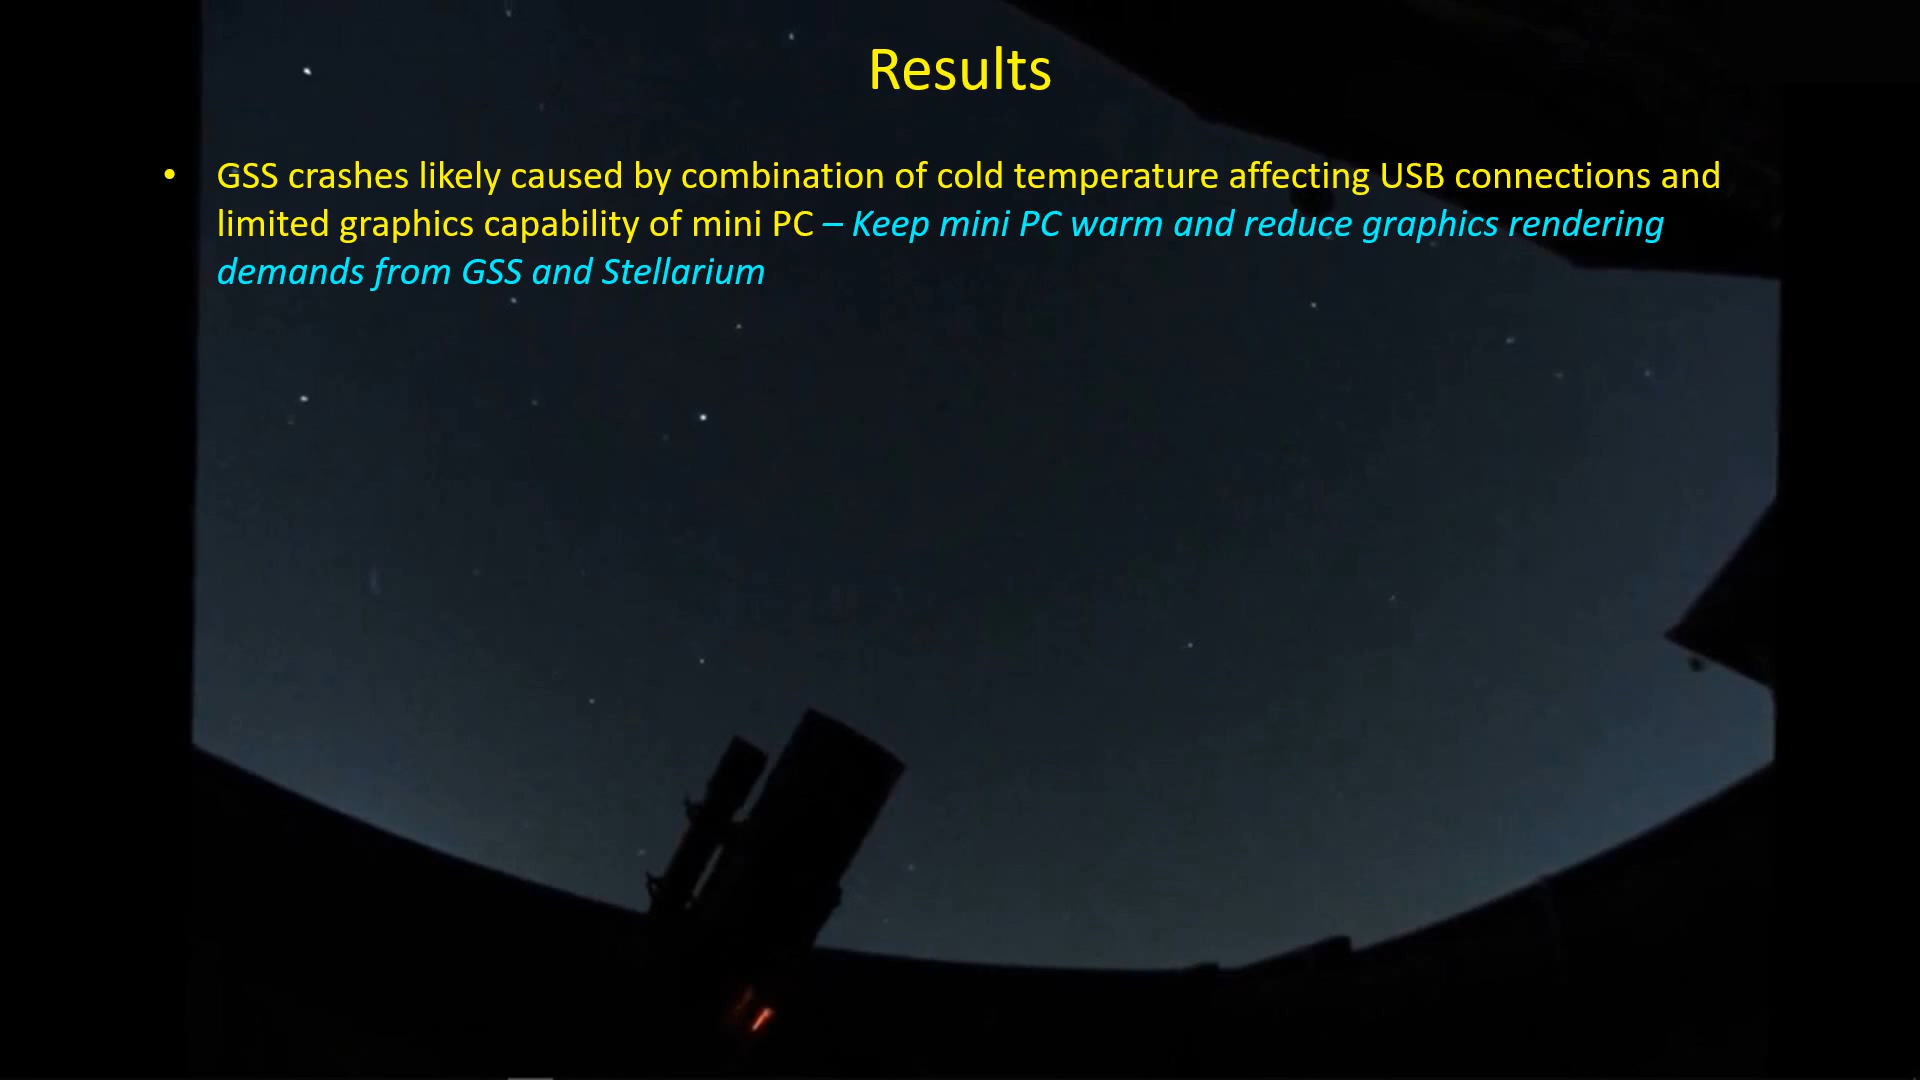 Results
• GSS crashes likely caused by combination of cold temperature affecting USB connections and
limited graphics capability of mini PC – Keep mini PC warm and reduce graphics rendering
demands from GSS and Stellarium